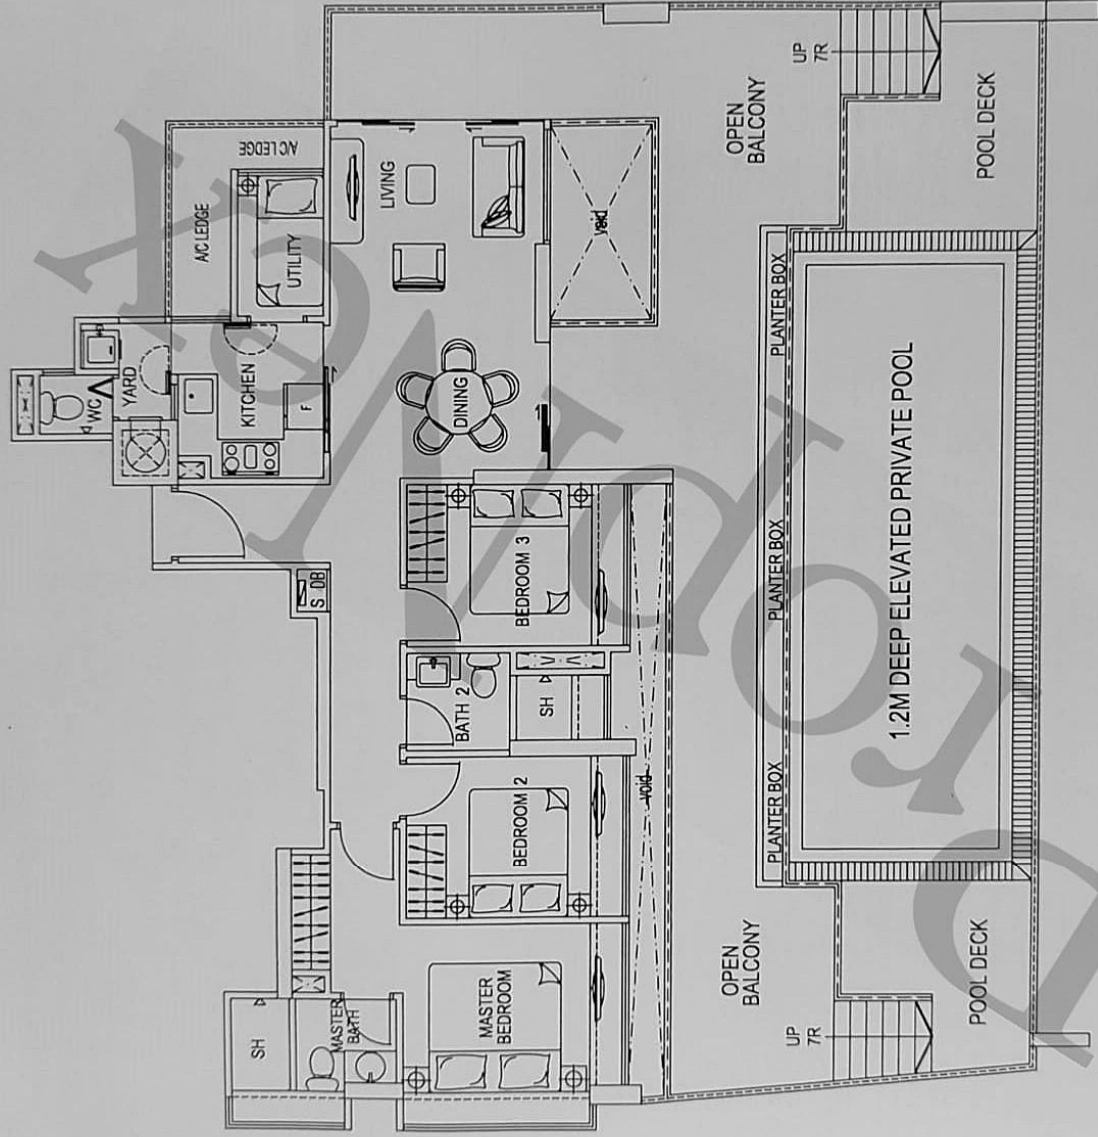 WC
YARD
A/C LEDGE
A/C LEDGE
UTILITY
KITCHEN
F
LIVING
DINING
void
OPEN
BALCONY
UP
7R
POOL DECK
S DB
BEDROOM 3
BATH 2
SH
BEDROOM 2
void
SH
MASTER
BATH
MASTER
BEDROOM
PLANTER BOX
PLANTER BOX
PLANTER BOX
1.2M DEEP ELEVATED PRIVATE POOL
OPEN
BALCONY
UP
7R
POOL DECK
PropNex